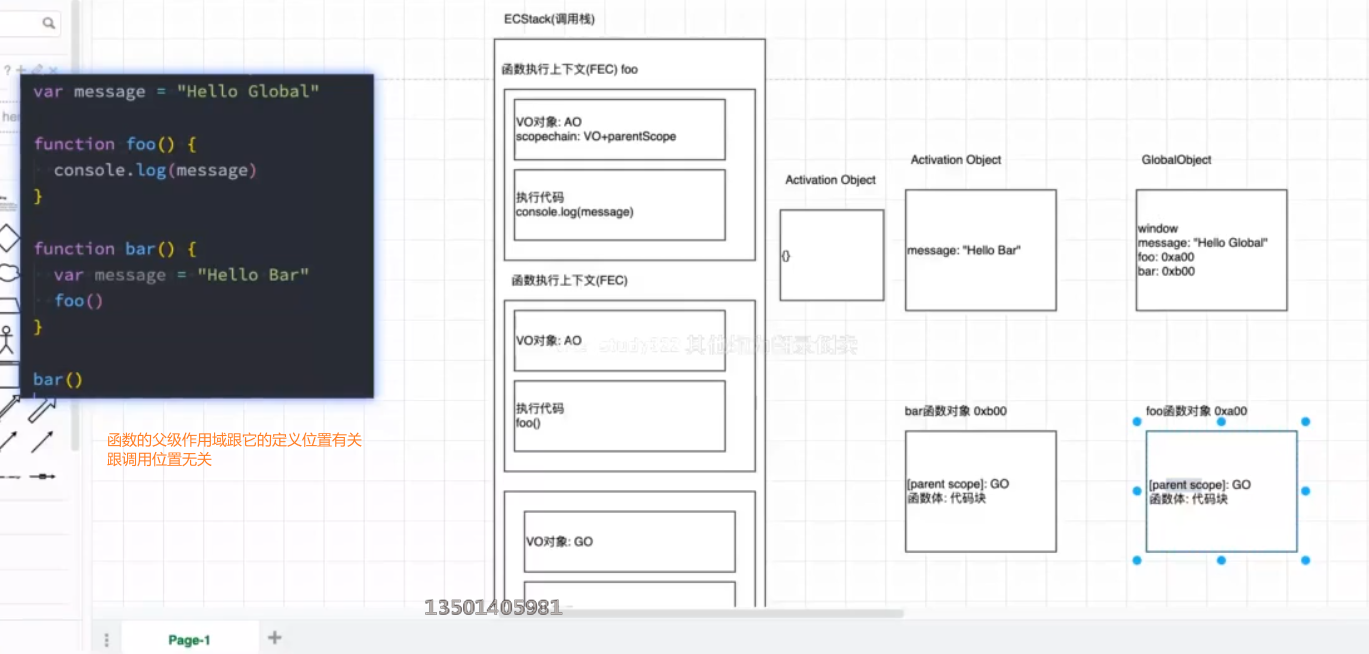 ECStack(调用栈)
var message = "Hello Global"
function foo() {
console.log(message)
}
function bar() {
var message = "Hello Bar"
foo()
}
bar()
函数的父级作用域跟它的定义位置有关
跟调用位置无关
函数执行上下文(FEC) foo
VO对象: AO
scopechain: VO+parentScope
执行代码
console.log(message)
函数执行上下文(FEC)
VO对象: AO
执行代码
foo()
VO对象: GO
Activation Object
{}
Activation Object
message: "Hello Bar"
GlobalObject
window
message: "Hello Global"
foo: 0xa00
bar: 0xb00
bar函数对象 0xb00
[parent scope]: GO
函数体: 代码块
foo函数对象 0xa00
[parent scope]: GO
函数体: 代码块
13501405981
Page-1